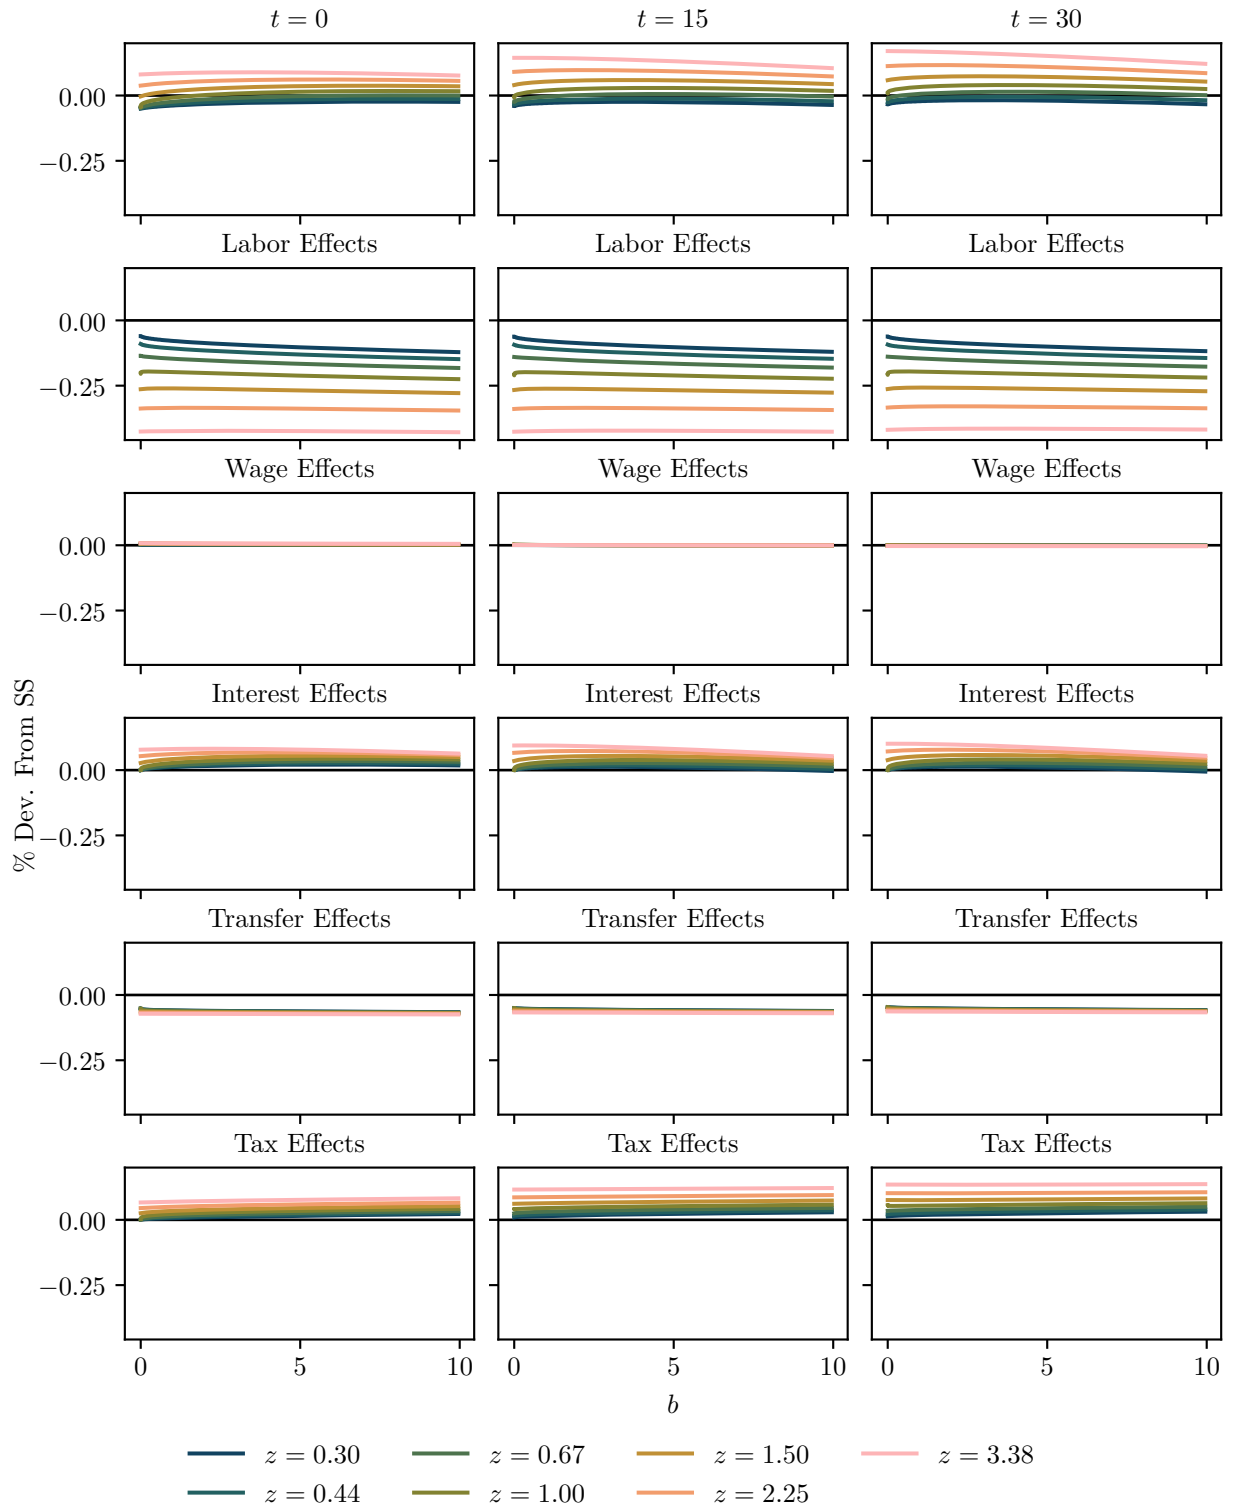 t = 0 t = 15 t = 30
0.00
−0.25
Labor Effects Labor Effects Labor Effects
0.00
−0.25
Wage Effects Wage Effects Wage Effects
0.00
−0.25
Interest Effects Interest Effects Interest Effects
0.00
−0.25
% Dev. From SS
Transfer Effects Transfer Effects Transfer Effects
0.00
−0.25
Tax Effects Tax Effects Tax Effects
0.00
−0.25
0 5 10 0 5 10 0 5 10
b
z = 0.30 z = 0.67 z = 1.50 z = 3.38
z = 0.44 z = 1.00 z = 2.25